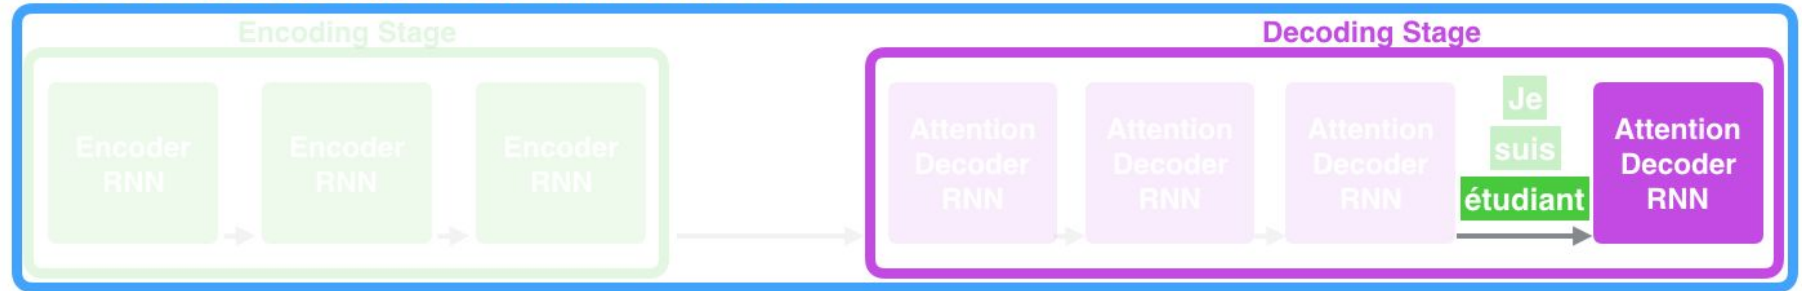 Encoding Stage
Decoding Stage
Encoder
RNN
Encoder
RNN
Encoder
RNN
Attention
Decoder
RNN
Attention
Decoder
RNN
Attention
Decoder
RNN
Je
suis
étudiant
Attention
Decoder
RNN